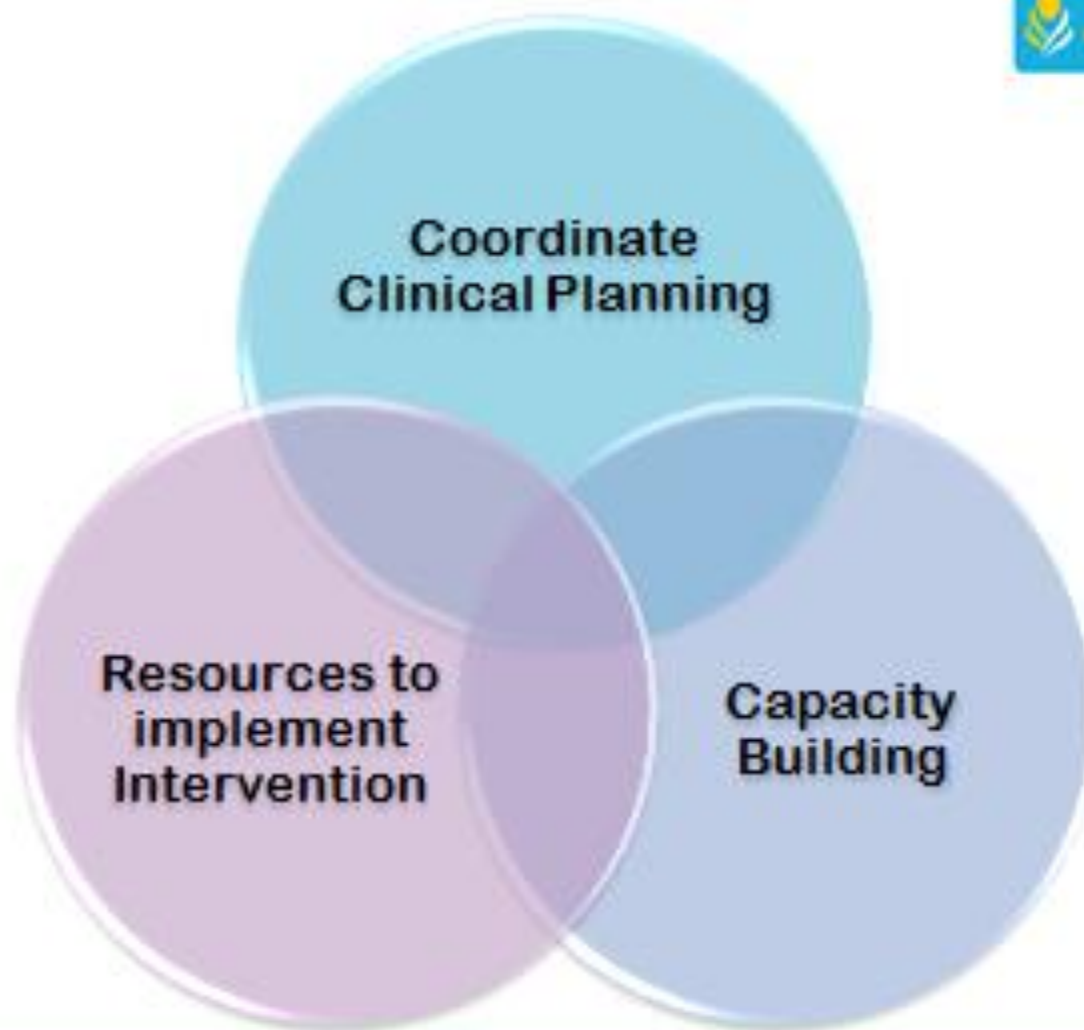 Coordinate
Clinical Planning
Resources to
implement
Intervention
Capacity
Building